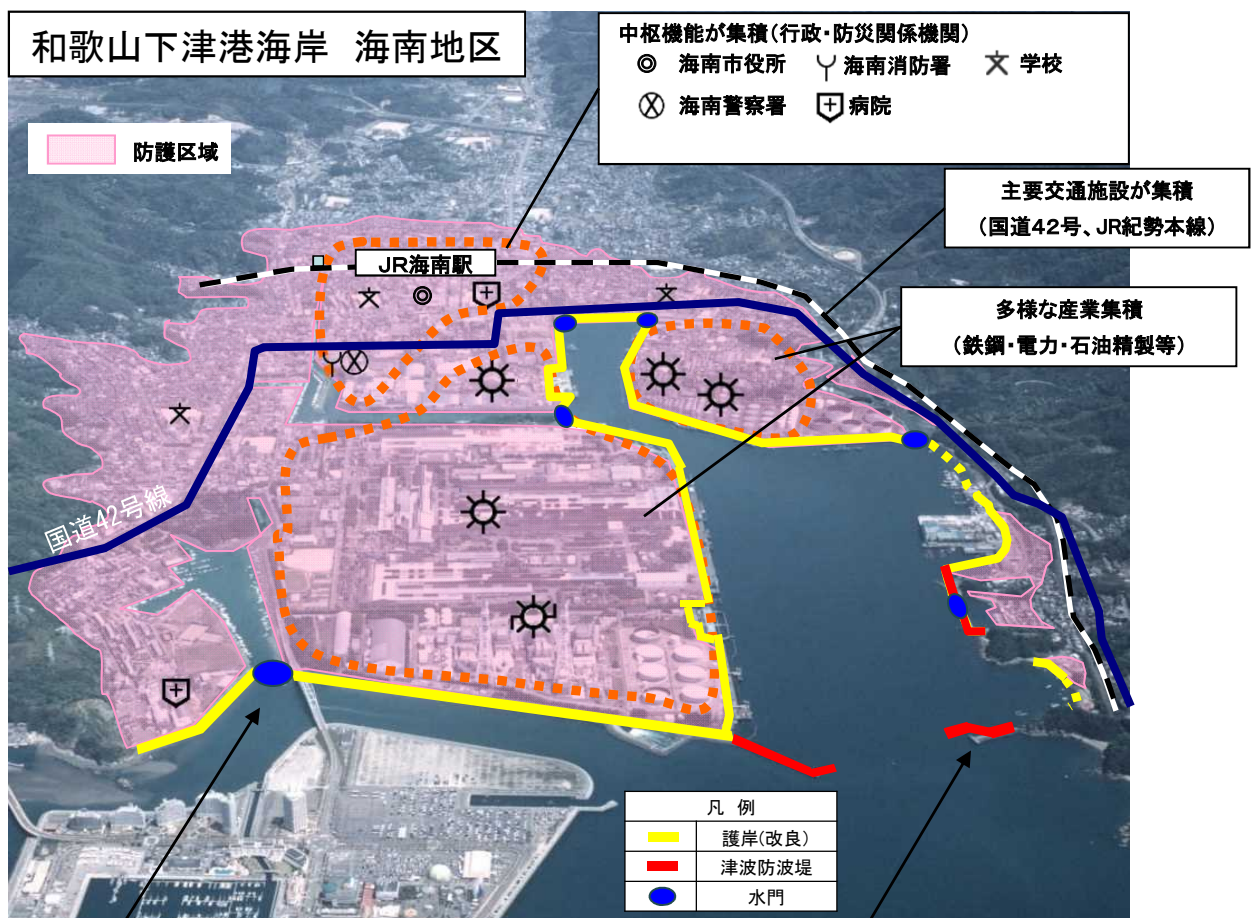 和歌山下津港海岸 海南地区
中枢機能が集積(行政・防災関係機関)
海南市役所 海南消防署 学校
海南警察署 病院
防護区域
主要交通施設が集積
(国道42号、JR紀勢本線)
JR海南駅
多様な産業集積
(鉄鋼・電力・石油精製等)
国道42号線
凡 例
護岸(改良)
津波防波堤
水門